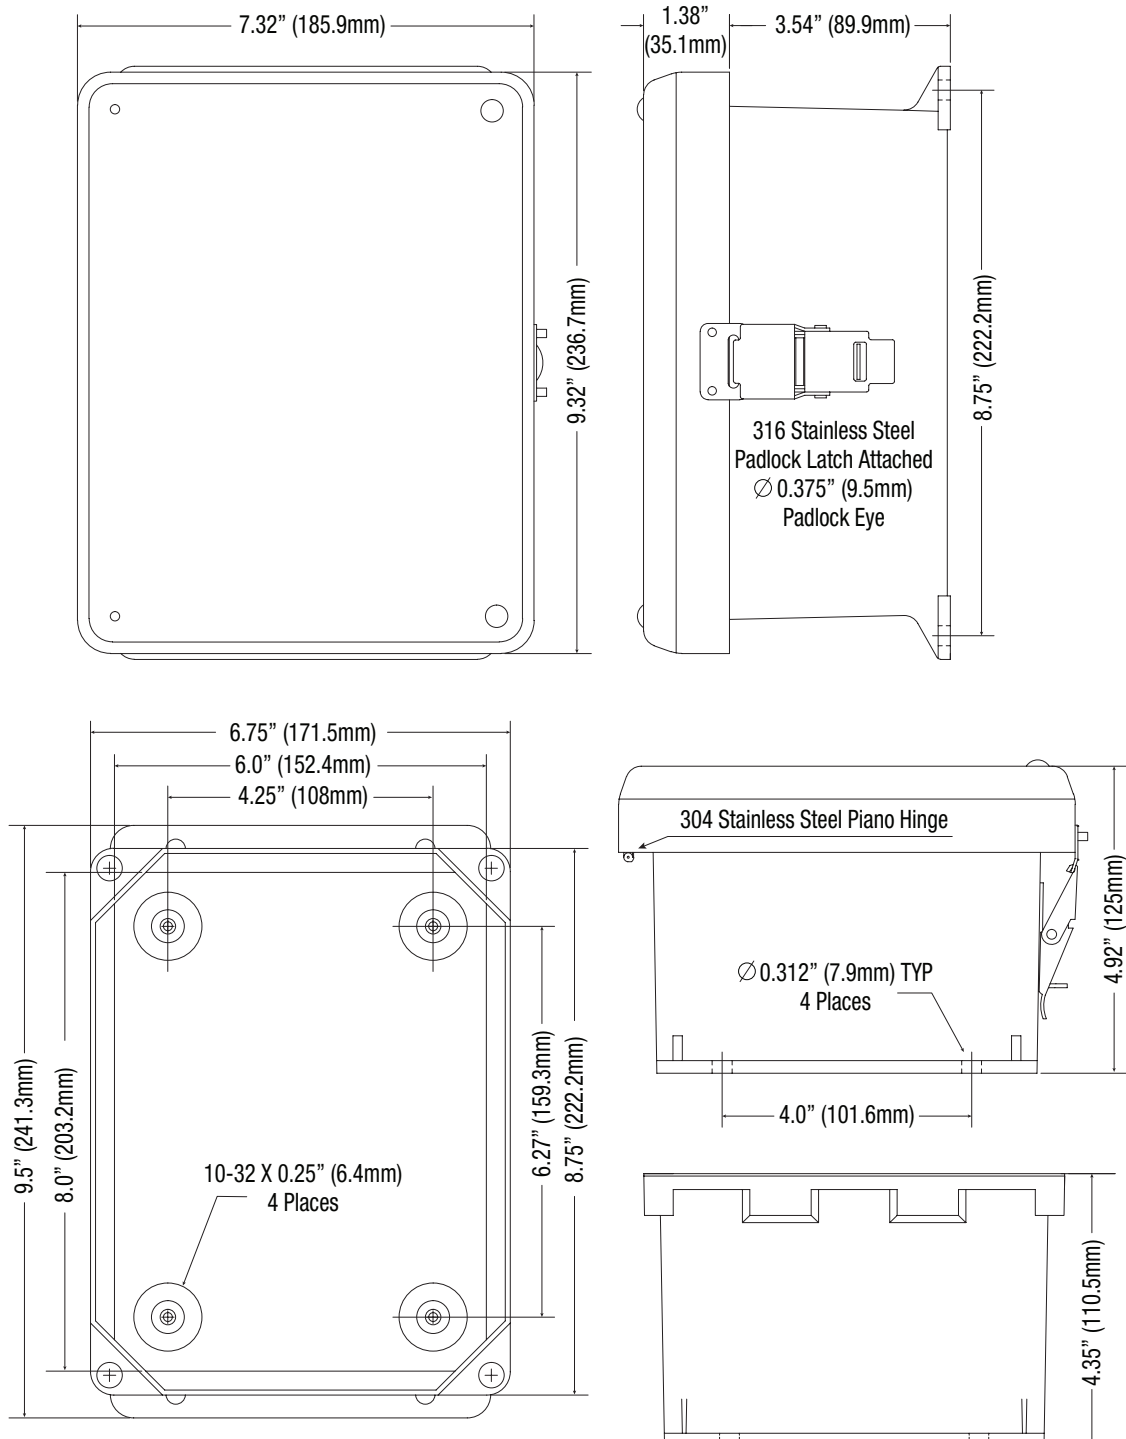 7.32” (185.9mm)
1.38”
(35.1mm)
3.54” (89.9mm)
9.32” (236.7mm)
8.75” (222.2mm)
316 Stainless Steel
Padlock Latch Attached
∅ 0.375” (9.5mm)
Padlock Eye
6.75” (171.5mm)
6.0” (152.4mm)
4.25” (108mm)
9.5” (241.3mm)
8.0” (203.2mm)
6.27” (159.3mm)
8.75” (222.2mm)
10-32 X 0.25” (6.4mm)
4 Places
304 Stainless Steel Piano Hinge
4.92” (125mm)
∅ 0.312” (7.9mm) TYP
4 Places
4.0” (101.6mm)
4.35” (110.5mm)